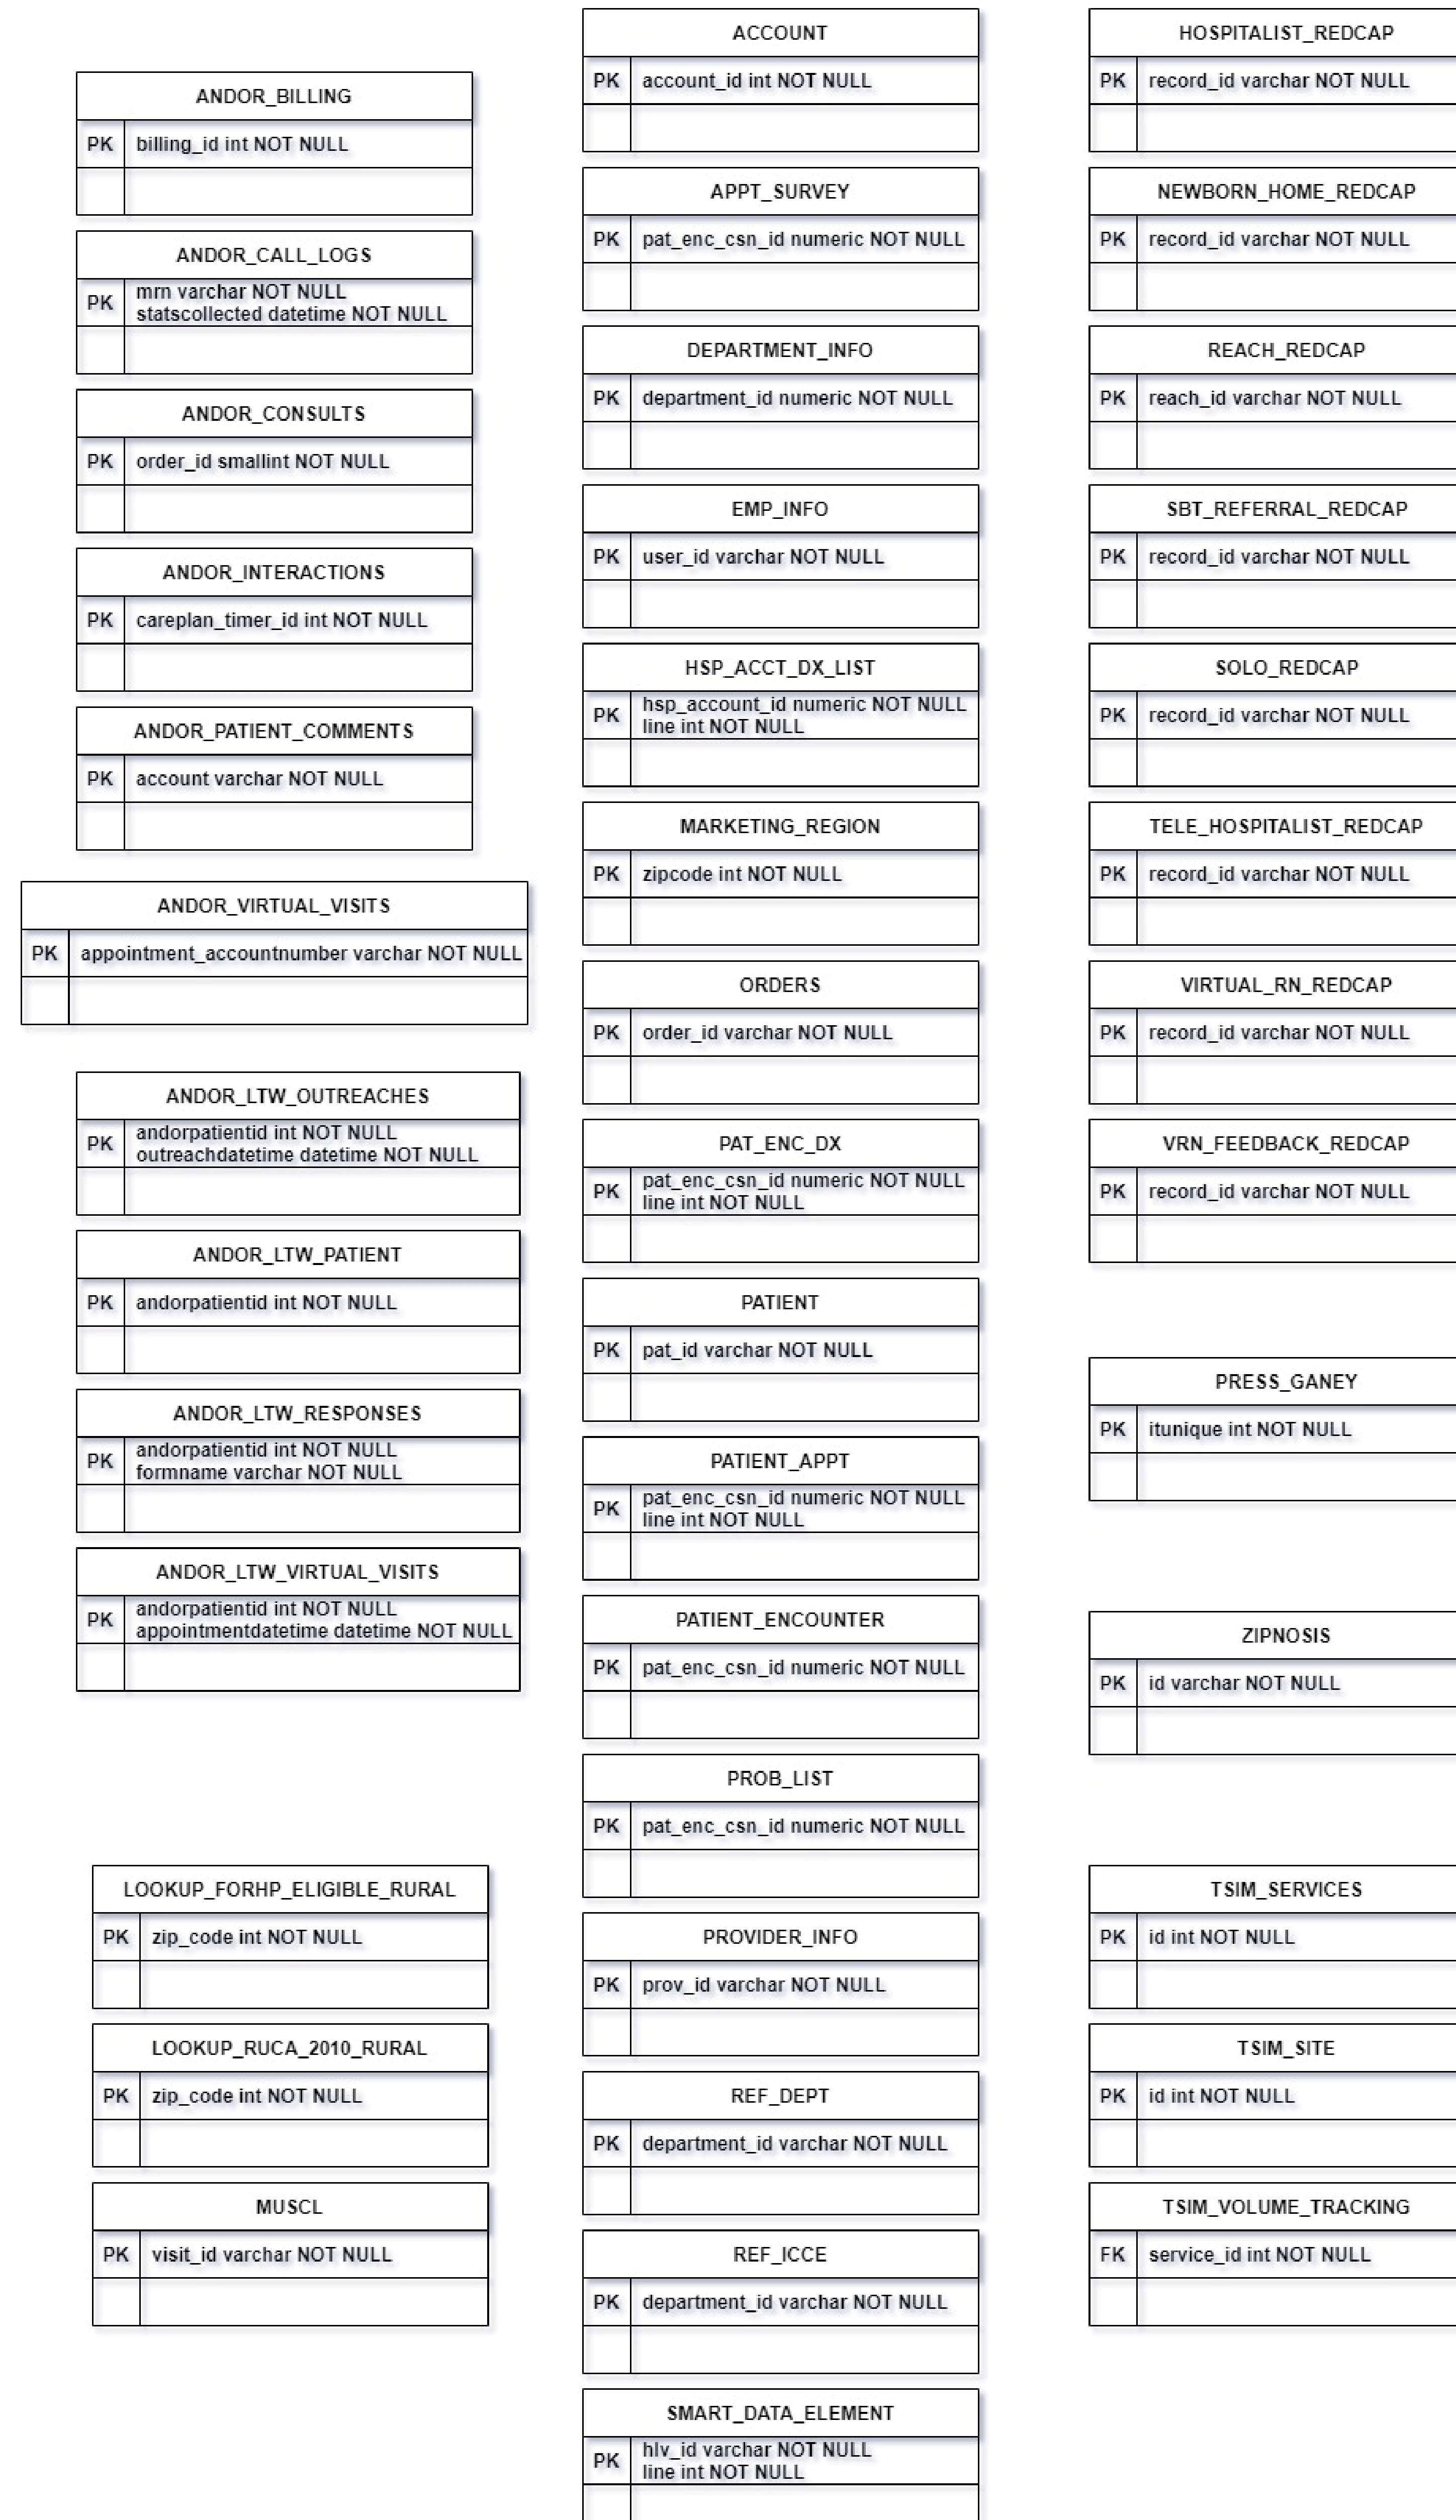 ANDOR_BILLING
PK
billing_id int NOT NULL
ANDOR_CALL_LOGS
PK
mrn varchar NOT NULL
statscollected datetime NOT NULL
ANDOR_CONSULTS
PK
order_id smallint NOT NULL
ANDOR_INTERACTIONS
PK
careplan_timer_id int NOT NULL
ANDOR_PATIENT_COMMENTS
PK
account varchar NOT NULL
ANDOR_VIRTUAL_VISITS
PK
appointment_accountnumber varchar NOT NULL
ANDOR_LTW_OUTREACHES
PK
andorpatientid int NOT NULL
outreachdatetime datetime NOT NULL
ANDOR_LTW_PATIENT
PK
andorpatientid int NOT NULL
ANDOR_LTW_RESPONSES
PK
andorpatientid int NOT NULL
formname varchar NOT NULL
ANDOR_LTW_VIRTUAL_VISITS
PK
andorpatientid int NOT NULL
appointmentdatetime datetime NOT NULL
LOOKUP_FORHP_ELIGIBLE_RURAL
PK
zip_code int NOT NULL
LOOKUP_RUCA_2010_RURAL
PK
zip_code int NOT NULL
MUSCL
PK
visit_id varchar NOT NULL
ACCOUNT
PK
account_id int NOT NULL
APPT_SURVEY
PK
pat_enc_csn_id numeric NOT NULL
DEPARTMENT_INFO
PK
department_id numeric NOT NULL
EMP_INFO
PK
user_id varchar NOT NULL
HSP_ACCT_DX_LIST
PK
hsp_account_id numeric NOT NULL
line int NOT NULL
MARKETING_REGION
PK
zipcode int NOT NULL
ORDERS
PK
order_id varchar NOT NULL
PAT_ENC_DX
PK
pat_enc_csn_id numeric NOT NULL
line int NOT NULL
PATIENT
PK
pat_id varchar NOT NULL
PATIENT_APPT
PK
pat_enc_csn_id numeric NOT NULL
line int NOT NULL
PATIENT_ENCOUNTER
PK
pat_enc_csn_id numeric NOT NULL
PROB_LIST
PK
pat_enc_csn_id numeric NOT NULL
PROVIDER_INFO
PK
prov_id varchar NOT NULL
REF_DEPT
PK
department_id varchar NOT NULL
REF_ICCE
PK
department_id varchar NOT NULL
SMART_DATA_ELEMENT
PK
hlv_id varchar NOT NULL
line int NOT NULL
HOSPITALIST_REDCAP
PK
record_id varchar NOT NULL
NEWBORN_HOME_REDCAP
PK
record_id varchar NOT NULL
REACH_REDCAP
PK
reach_id varchar NOT NULL
SBT_REFERRAL_REDCAP
PK
record_id varchar NOT NULL
SOLO_REDCAP
PK
record_id varchar NOT NULL
TELE_HOSPITALIST_REDCAP
PK
record_id varchar NOT NULL
VIRTUAL_RN_REDCAP
PK
record_id varchar NOT NULL
VRN_FEEDBACK_REDCAP
PK
record_id varchar NOT NULL
PRESS_GANEY
PK
itunique int NOT NULL
ZIPNOSIS
PK
id varchar NOT NULL
TSIM_SERVICES
PK
id int NOT NULL
TSIM_SITE
PK
id int NOT NULL
TSIM_VOLUME_TRACKING
FK
service_id int NOT NULL